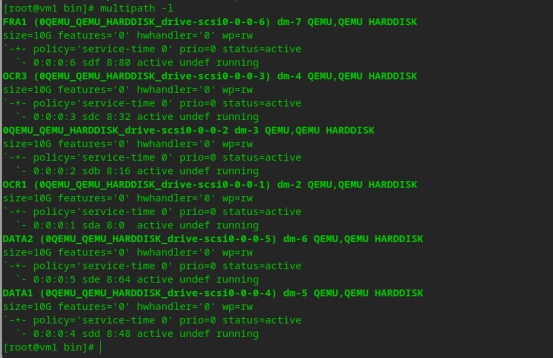 [root@vm1 bin]# multipath -l
FRA1 (0QEMU_QEMU_HARDDISK_drive-scsi0-0-0-6) dm-7 QEMU,QEMU HARDDISK
size=10G features='0' hwhandler='0' wp=rw
`-+- policy='service-time 0' prio=0 status=active
  `- 0:0:0:6 sdf 8:80 active undef running
OCR3 (0QEMU_QEMU_HARDDISK_drive-scsi0-0-0-3) dm-4 QEMU,QEMU HARDDISK
size=10G features='0' hwhandler='0' wp=rw
`-+- policy='service-time 0' prio=0 status=active
  `- 0:0:0:3 sdc 8:32 active undef running
0QEMU_QEMU_HARDDISK_drive-scsi0-0-0-2 dm-3 QEMU,QEMU HARDDISK
size=10G features='0' hwhandler='0' wp=rw
`-+- policy='service-time 0' prio=0 status=active
  `- 0:0:0:2 sdb 8:16 active undef running
OCR1 (0QEMU_QEMU_HARDDISK_drive-scsi0-0-0-1) dm-2 QEMU,QEMU HARDDISK
size=10G features='0' hwhandler='0' wp=rw
`-+- policy='service-time 0' prio=0 status=active
  `- 0:0:0:1 sda 8:0  active undef running
DATA2 (0QEMU_QEMU_HARDDISK_drive-scsi0-0-0-5) dm-6 QEMU,QEMU HARDDISK
size=10G features='0' hwhandler='0' wp=rw
`-+- policy='service-time 0' prio=0 status=active
  `- 0:0:0:5 sde 8:64 active undef running
DATA1 (0QEMU_QEMU_HARDDISK_drive-scsi0-0-0-4) dm-5 QEMU,QEMU HARDDISK
size=10G features='0' hwhandler='0' wp=rw
`-+- policy='service-time 0' prio=0 status=active
  `- 0:0:0:4 sdd 8:48 active undef running
[root@vm1 bin]#